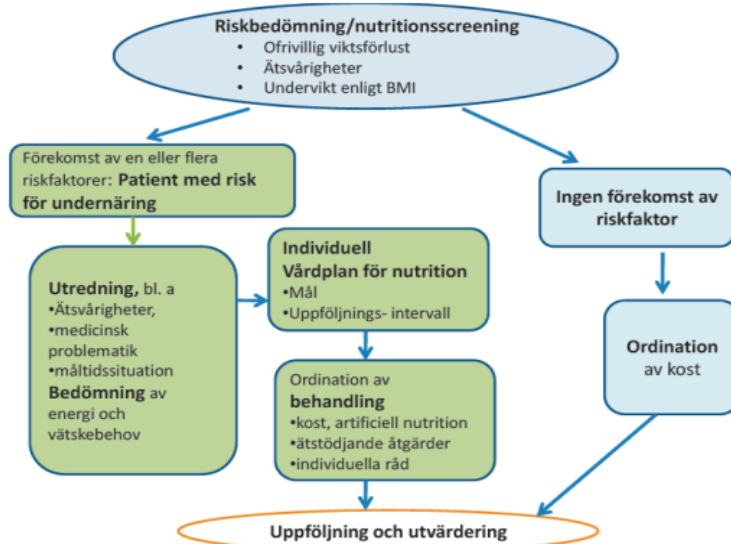 Riskbedömning/nutritionsscreening
• Ofrivillig viktsförlust
• Ätsvårigheter
• Undervikt enligt BMI
Förekomst av en eller flera
riskfaktorer: Patient med risk
för undernäring
Ingen förekomst av
riskfaktor
Utredning, bl. a
•Ätsvårigheter,
•medicinsk
problematik
•måltidssituation
Bedömning av
energi och
vätskebehov
Individuell
Vårdplan för nutrition
•Mål
•Uppföljnings- intervall
Ordination av
behandling
•kost, artificiell nutrition
•ätstödjande åtgärder
•individuella råd
Ordination
av kost
Uppföljning och utvärdering